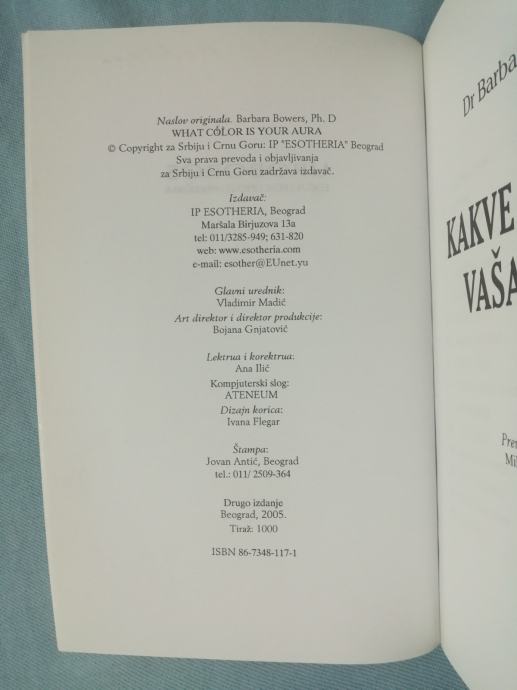 Naslov originala. Barbara Bowers, Ph. D
WHAT COLOR IS YOUR AURA
© Copyright za Srbiju i Crnu Goru: IP "ESOTHERIA" Beograd
Sva prava prevoda i objavljivanja
za Srbiju i Crnu Goru zadržava izdavač.
Izdavač:
IP ESOTHERIA, Beograd
Maršala Birjuzova 13a
tel: 011/3285-949; 631-820
web: www.esotheria.com
e-mail: esother@EUnet.yu
Glavni urednik:
Vladimir Madić
Art direktor i direktor produkcije:
Bojana Gnjatović
Lektrua i korektrua:
Ana Ilić
Kompjuterski slog:
ATENEUM
Dizajn korica:
Ivana Flegar
Štampa:
Jovan Antić, Beograd
tel.: 011/ 2509-364
Drugo izdanje
Beograd, 2005.
Tiraž: 1000
ISBN 86-7348-117-1
Dr Barba
KAKVE
VAŠA